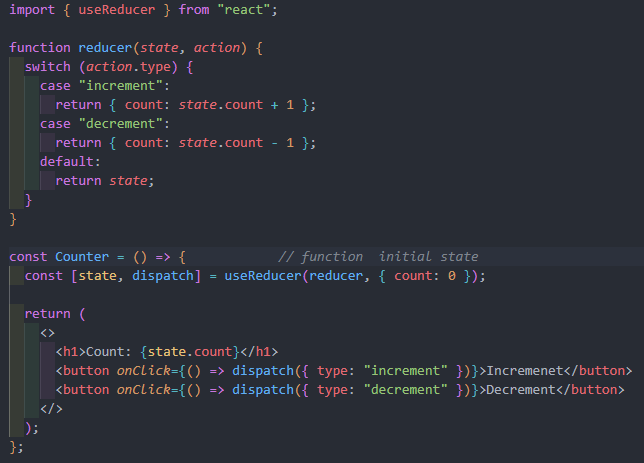 import { useReducer } from "react";
function reducer(state, action) {
switch (action.type) {
case "increment":
return { count: state.count + 1 };
case "decrement":
return { count: state.count - 1 };
default:
return state;
}
}
const Counter = () => { // function initial state
const [state, dispatch] = useReducer(reducer, { count: 0 });
return (
<>
<h1>Count: {state.count}</h1>
<button onClick={() => dispatch({ type: "increment" })}>Incremenet</button>
<button onClick={() => dispatch({ type: "decrement" })}>Decrement</button>
</>
);
};